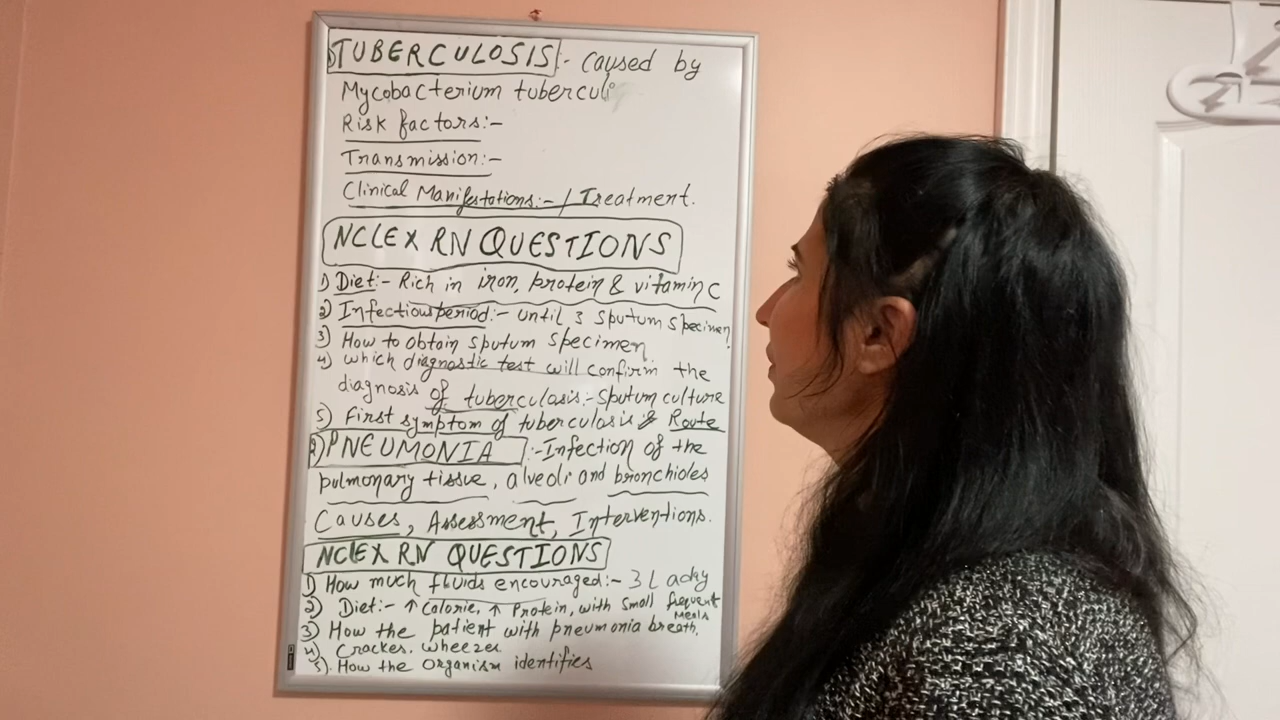 1) TUBERCULOSIS :- caused by
Mycobacterium tuberculi
Risk factors:-
Transmission:-
Clinical Manifestations:- / Treatment.
NCLEX RN QUESTIONS
1) Diet:- Rich in iron, protein & vitamin C
2) Infectious period:- until 3 sputum specimen
3) How to obtain sputum specimen
4) which diagnostic test will confirm the
diagnosis of tuberculosis:- sputum culture
5) First symptom of tuberculosis & Route
2) PNEUMONIA :- Infection of the
pulmonary tissue, alveoli and bronchioles
Causes, Assessment, Interventions.
NCLEX RN QUESTIONS
1) How much fluids encouraged:- 3 L a day
2) Diet:- ↑ Calorie, ↑ Protein, with small frequent
meals
3) How the patient with pneumonia breath.
4) Crackes, wheezes
5). How the Organism identifies